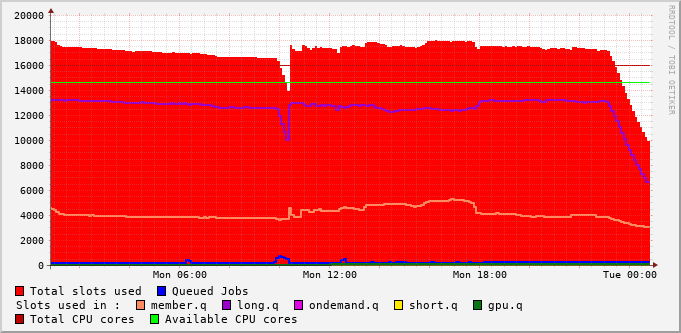 20000
18000
16000
14000
12000
10000
8000
6000
4000
2000
0
Mon 06:00 Mon 12:00 Mon 18:00 Tue 00:00
RRDTOOL / TOBI OETIKER
Total slots used Queued Jobs
Slots used in : member.q long.q ondemand.q short.q gpu.q
Total CPU cores Available CPU cores